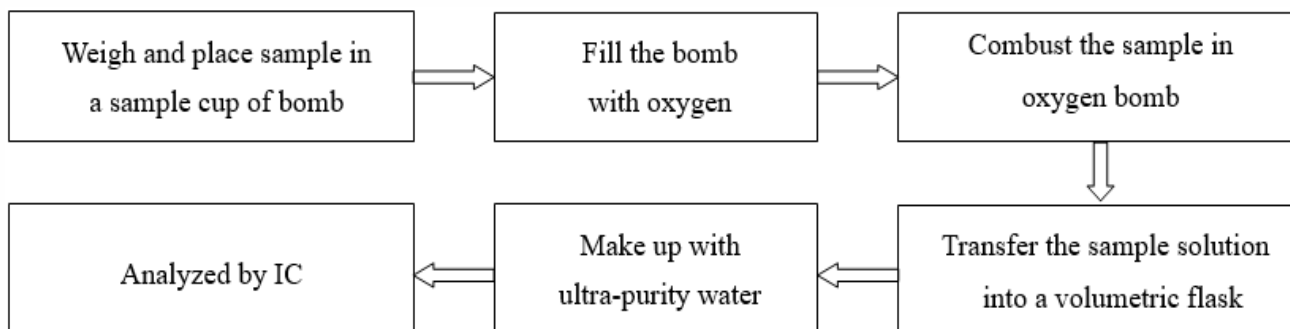 Weigh and place sample in
a sample cup of bomb
Fill the bomb
with oxygen
Combust the sample in
oxygen bomb
Transfer the sample solution
into a volumetric flask
Make up with
ultra-purity water
Analyzed by IC